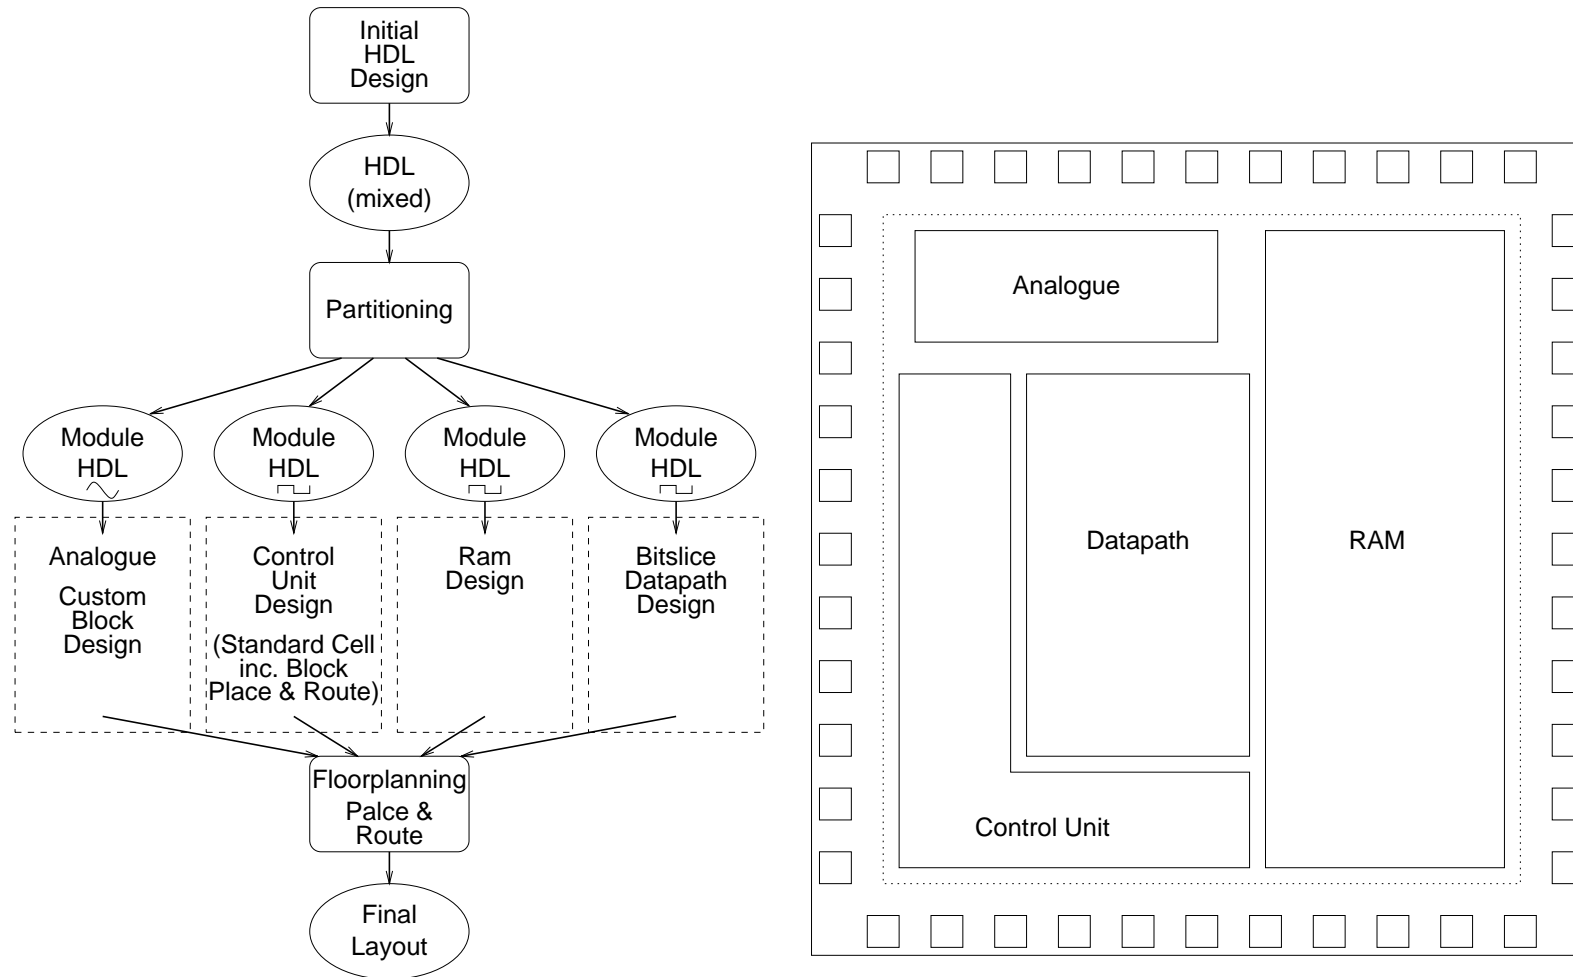 Initial
HDL
Design
HDL
(mixed)
Partitioning
Module
HDL
Module
HDL
Module
HDL
Module
HDL
Analogue
Custom
Block
Design
Control
Unit
Design
(Standard Cell
inc. Block
Place & Route)
Ram
Design
Bitslice
Datapath
Design
Floorplanning
Palce &
Route
Final
Layout
Analogue
Datapath
RAM
Control Unit